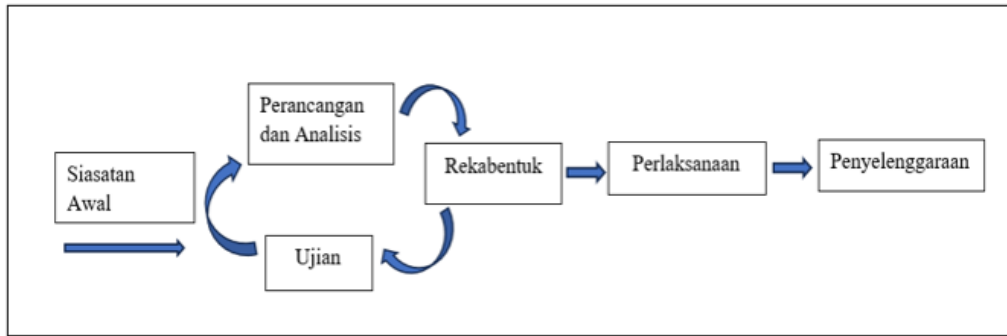 Siasatan
Awal
Perancangan
dan Analisis
Ujian
Rekabentuk
Perlaksanaan
Penyelenggaraan